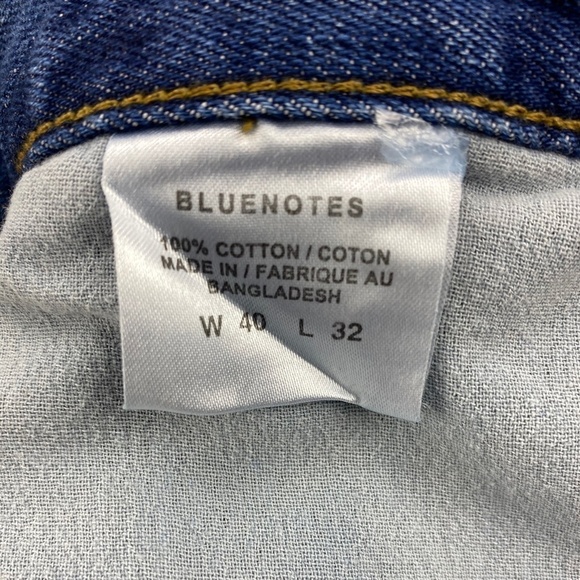 BLUENOTES
100% COTTON / COTON
MADE IN / FABRIQUE AU
BANGLADESH
W 40 L 32